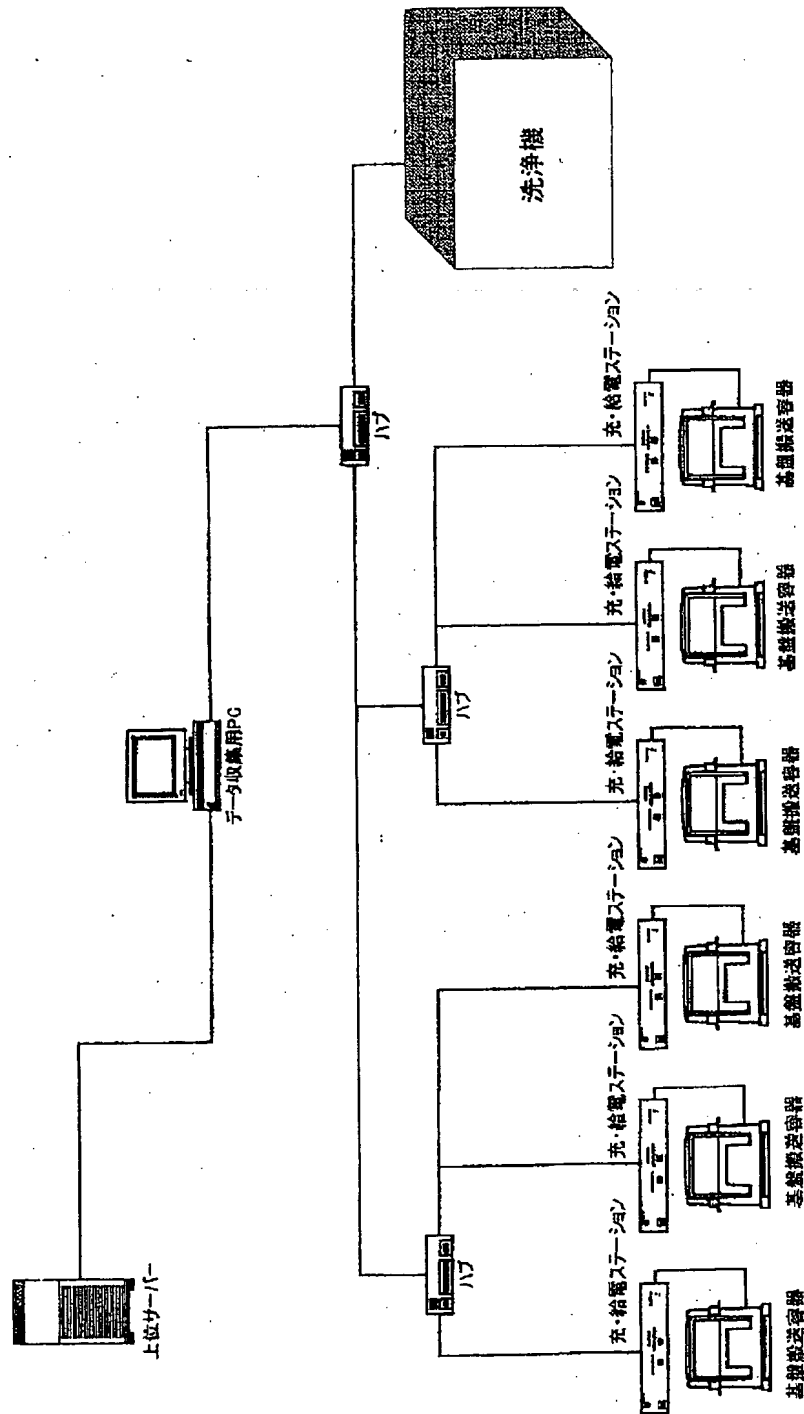 上位サーバー
データ収集用PC
ハブ
洗浄機
ハブ
ハブ
充・給電ステーション
充・給電ステーション
充・給電ステーション
充・給電ステーション
充・給電ステーション
充・給電ステーション
基盤搬送容器
基盤搬送容器
基盤搬送容器
基盤搬送容器
基盤搬送容器
基盤搬送容器